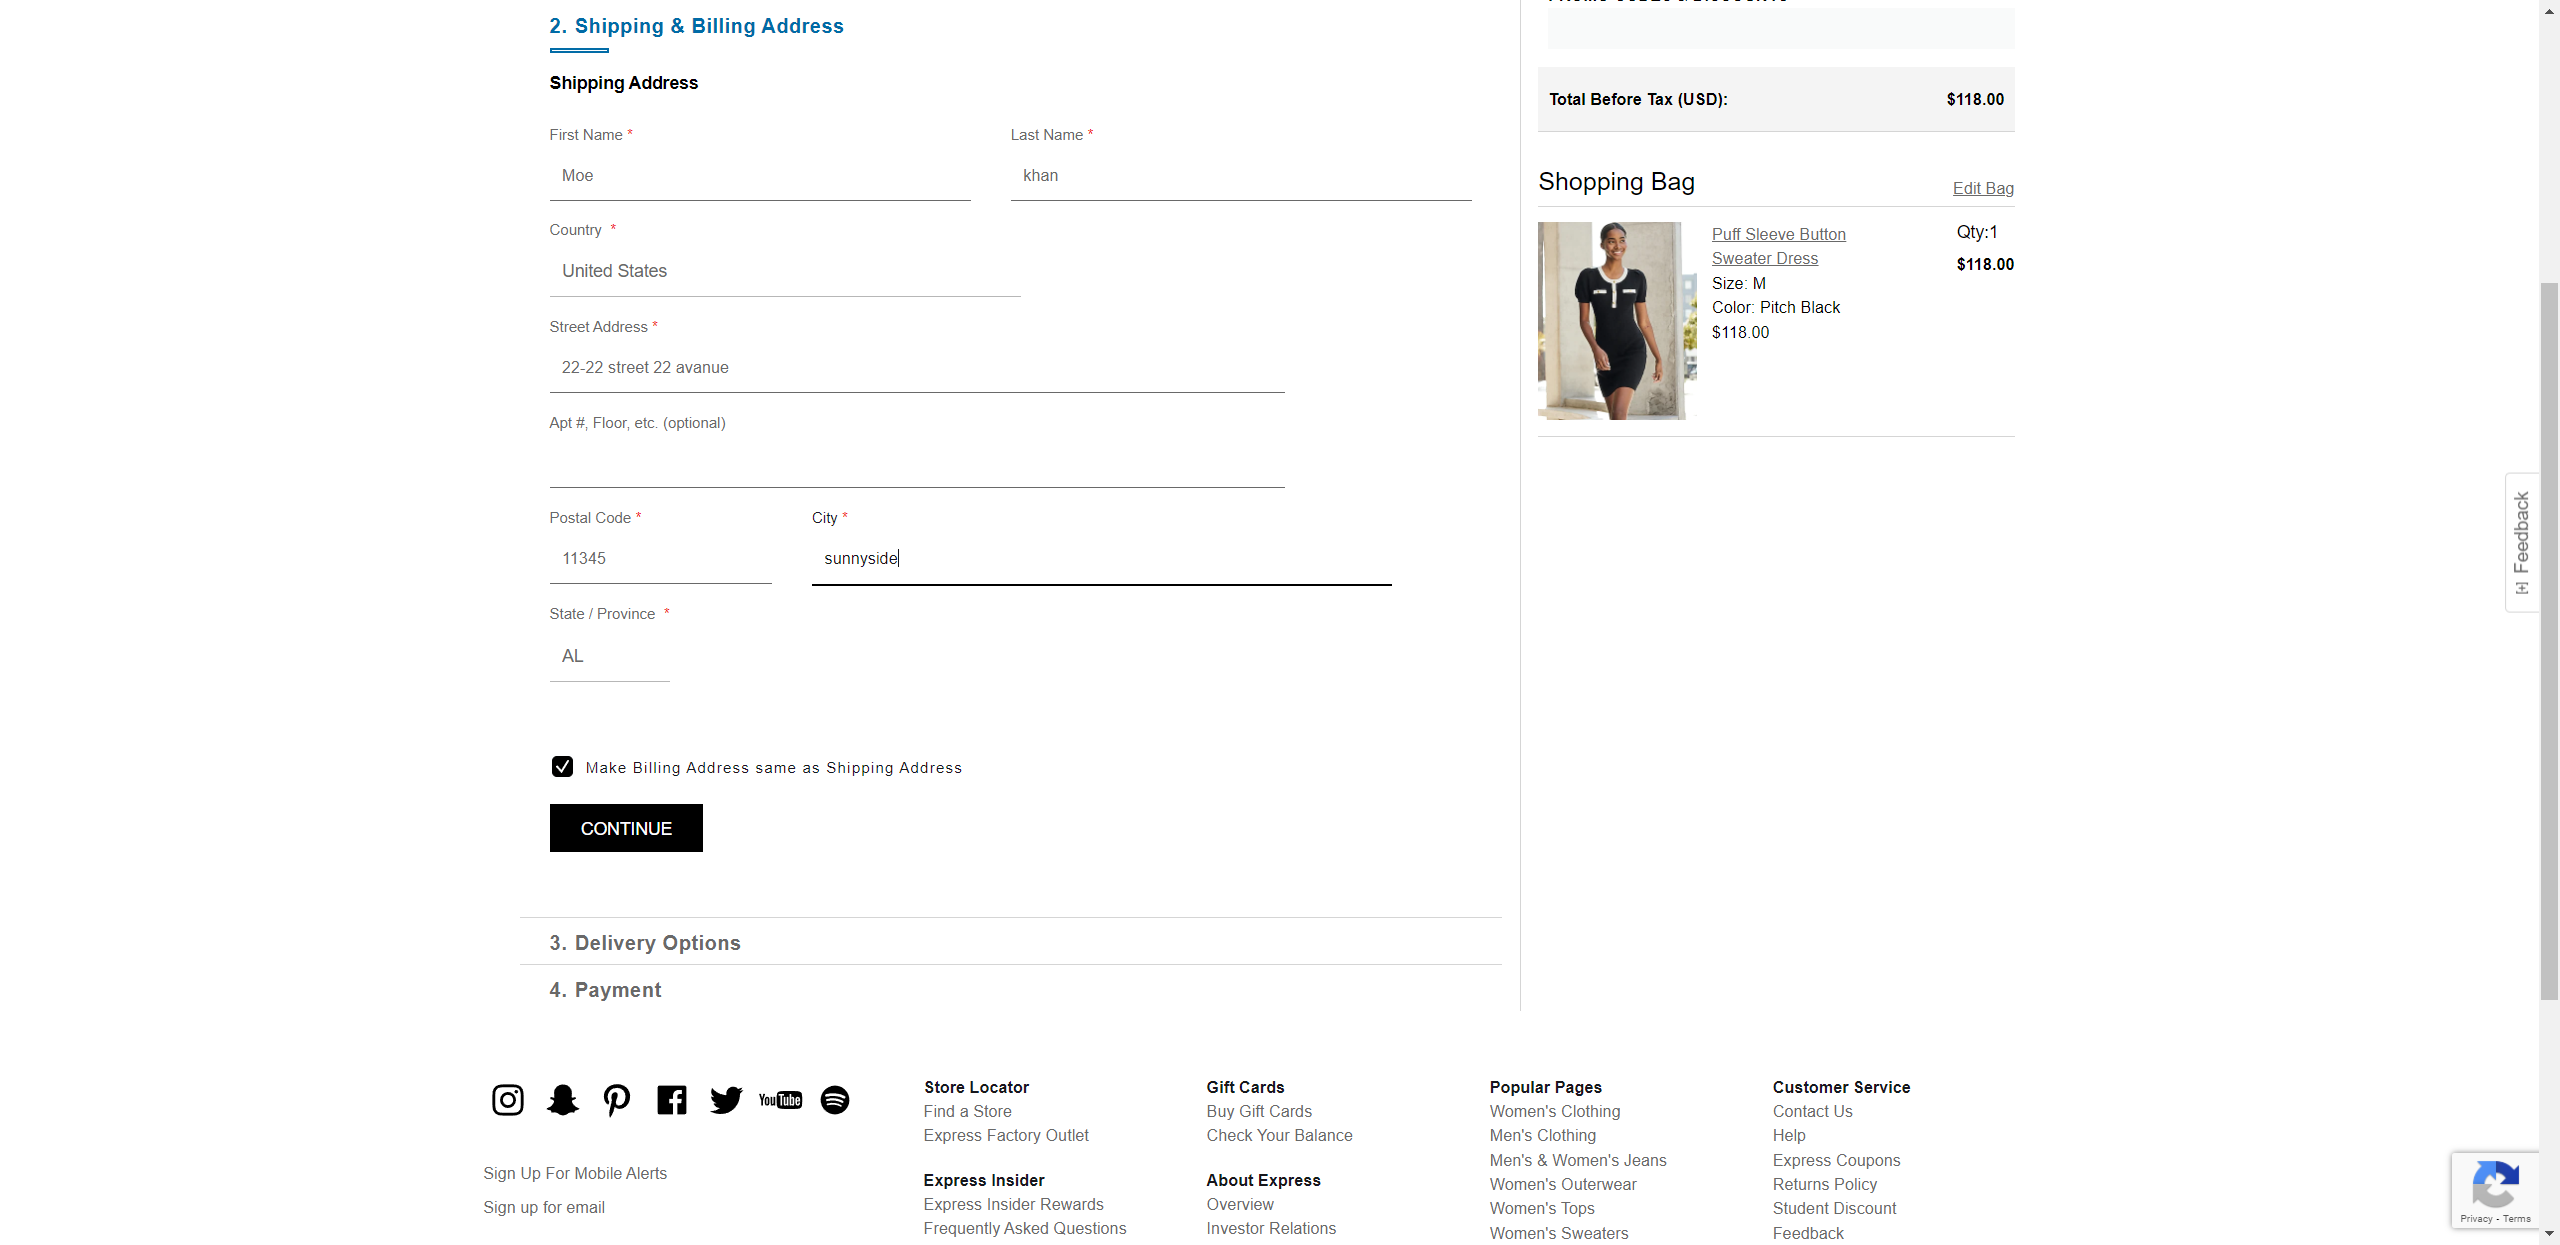 2. Shipping & Billing Address
Shipping Address
First Name *
Last Name *
Moe
khan
Country *
United States
Street Address *
22-22 street 22 avanue
Apt #, Floor, etc. (optional)
Postal Code *
City *
11345
sunnyside
State / Province *
AL
Make Billing Address same as Shipping Address
CONTINUE
3. Delivery Options
4. Payment
Total Before Tax (USD):
$118.00
Shopping Bag
Edit Bag
Puff Sleeve Button
Sweater Dress
Size: M
Color: Pitch Black
$118.00
Qty:1
$118.00
[+] Feedback
YouTube
Sign Up For Mobile Alerts
Sign up for email
Store Locator
Find a Store
Express Factory Outlet
Express Insider
Express Insider Rewards
Frequently Asked Questions
Gift Cards
Buy Gift Cards
Check Your Balance
About Express
Overview
Investor Relations
Popular Pages
Women's Clothing
Men's Clothing
Men's & Women's Jeans
Women's Outerwear
Women's Tops
Women's Sweaters
Customer Service
Contact Us
Help
Express Coupons
Returns Policy
Student Discount
Feedback
Privacy - Terms